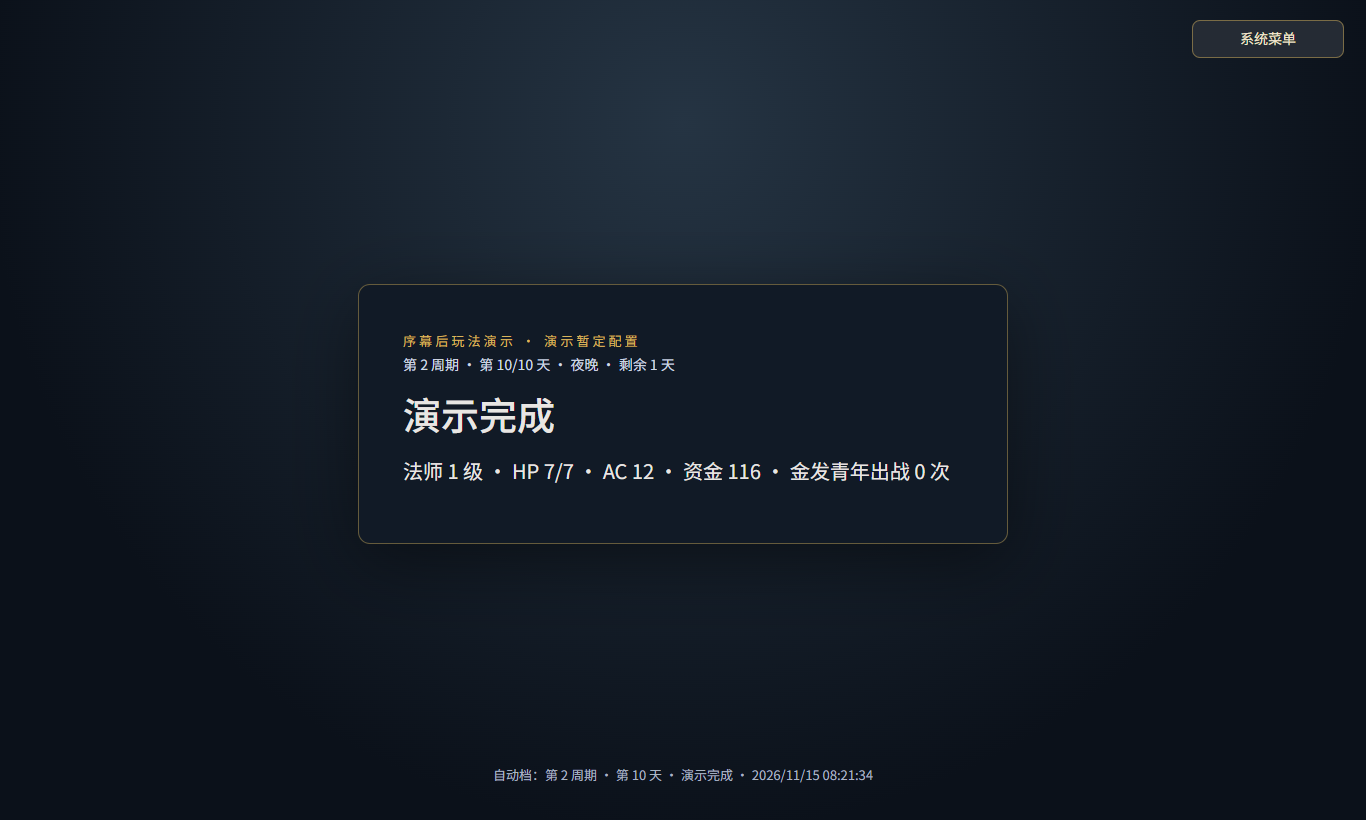 系统菜单
序幕后玩法演示 · 演示暂定配置
第 2 周期 · 第 10/10 天 · 夜晚 · 剩余 1 天
演示完成
法师 1 级 · HP 7/7 · AC 12 · 资金 116 · 金发青年出战 0 次
自动档：第 2 周期 · 第 10 天 · 演示完成 · 2026/11/15 08:21:34